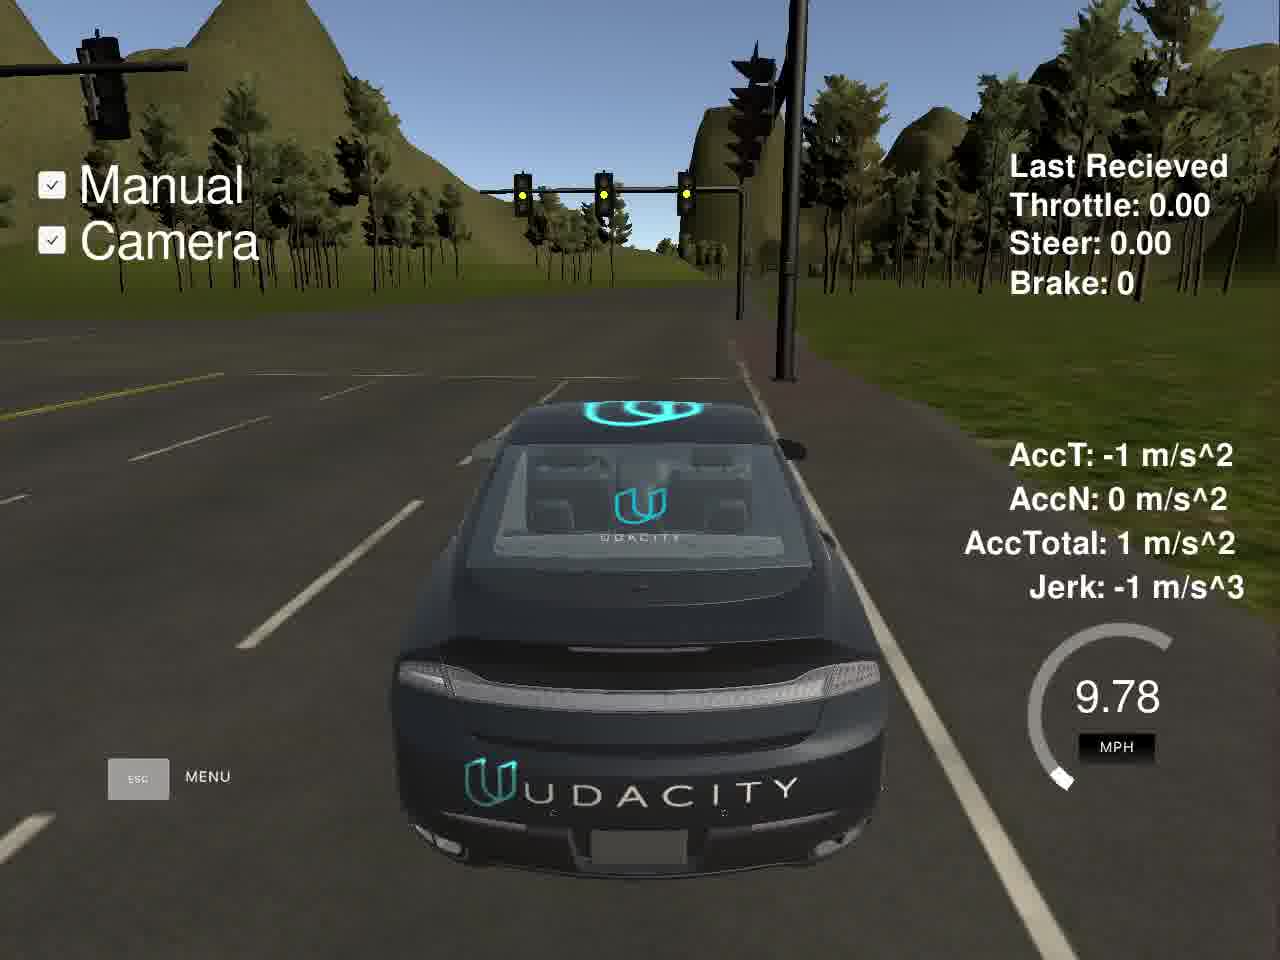 Manual
Camera
Last Recieved
Throttle: 0.00
Steer: 0.00
Brake: 0
AccT: -1 m/s^2
AccN: 0 m/s^2
AccTotal: 1 m/s^2
Jerk: -1 m/s^3
UDACITY
9.78
MPH
ESC MENU
UDACITY